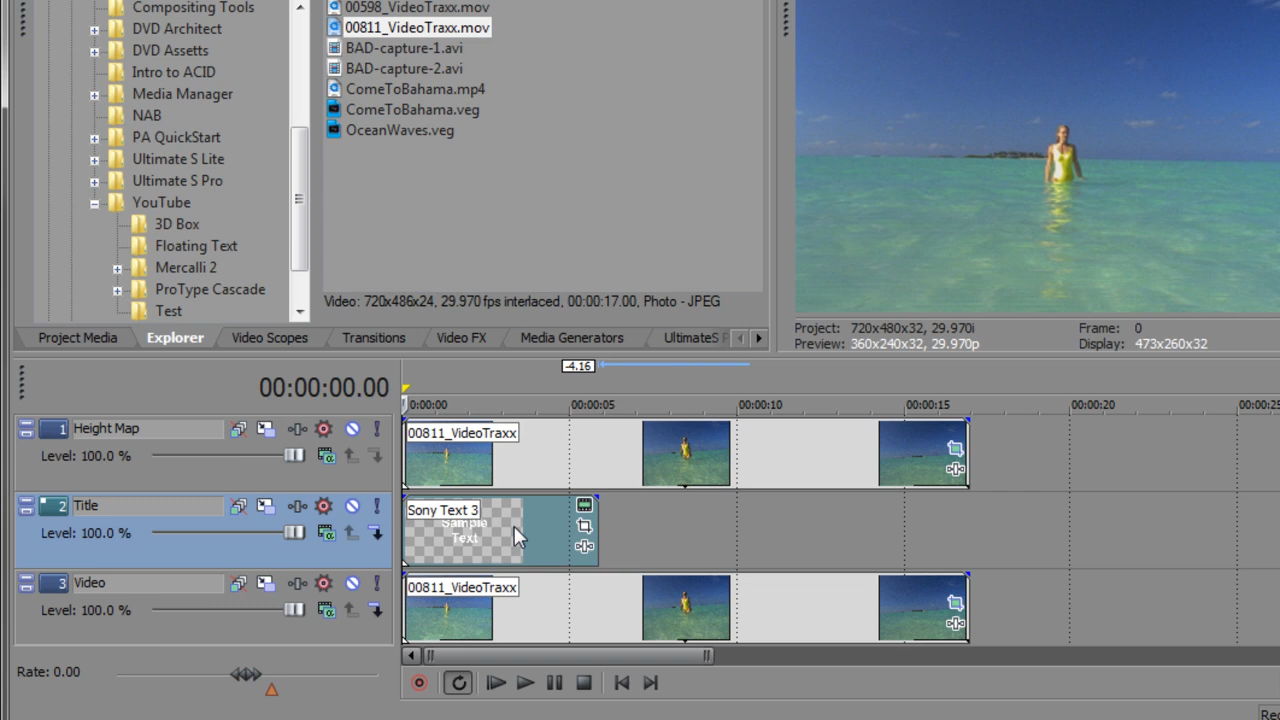 Compositing Tools
DVD Architect
DVD Assetts
Intro to ACID
Media Manager
NAB
PA QuickStart
Ultimate S Lite
Ultimate S Pro
YouTube
3D Box
Floating Text
Mercalli 2
ProType Cascade
Test
00598_VideoTraxx.mov
00811_VideoTraxx.mov
BAD-capture-1.avi
BAD-capture-2.avi
ComeToBahama.mp4
ComeToBahama.veg
OceanWaves.veg
Video: 720x486x24, 29.970 fps interlaced, 00:00:17.00, Photo - JPEG
Project Media Explorer Video Scopes Transitions Video FX Media Generators UltimateS P
Project: 720x480x32, 29.970i Frame: 0
Preview: 360x240x32, 29.970p Display: 473x260x32
-4.16
00:00:00.00
0:00:00 00:00:05 00:00:10 00:00:15 00:00:20 00:00:25
1 Height Map
Level: 100.0 %
00811_VideoTraxx
2 Title
Level: 100.0 %
Sony Text 3
Sample
Text
3 Video
Level: 100.0 %
00811_VideoTraxx
Rate: 0.00